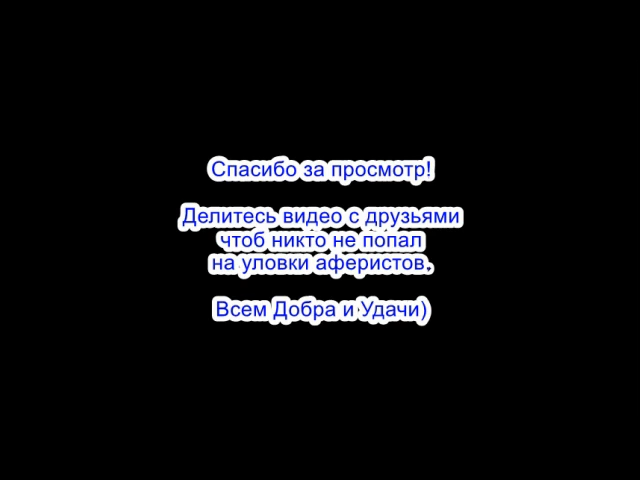 Спасибо за просмотр!
Делитесь видео с друзьями
чтоб никто не попал
на уловки аферистов.
Всем Добра и Удачи)